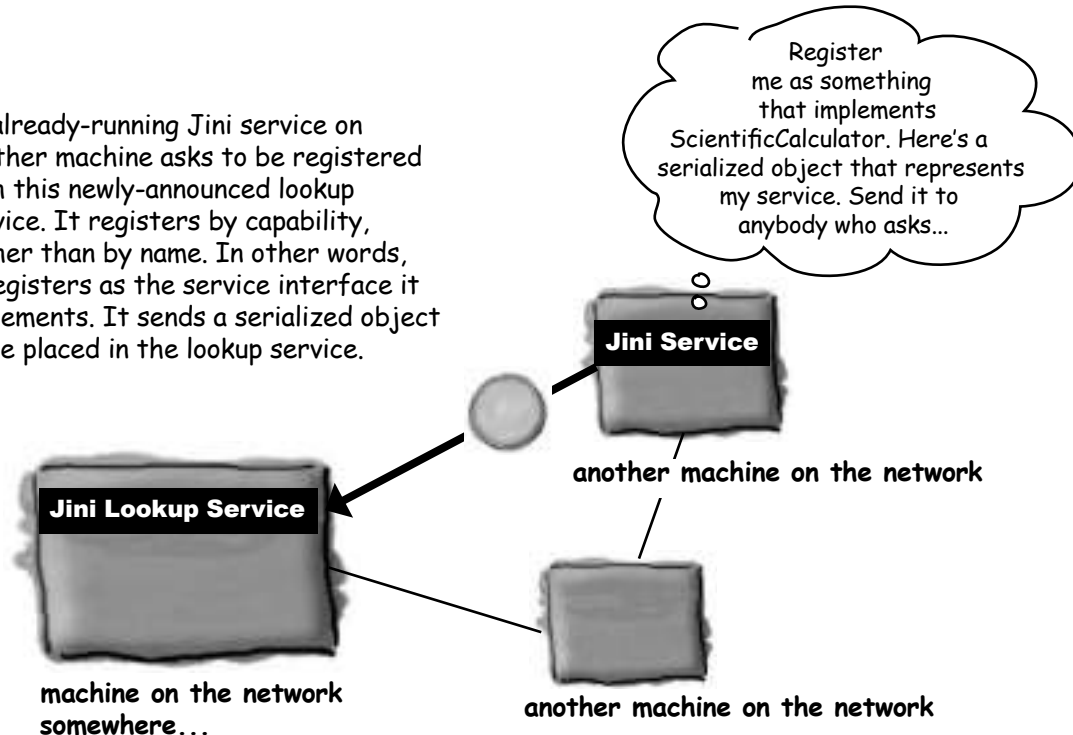 already-running Jini service on
ther machine asks to be registered
this newly-announced lookup
vice. It registers by capability,
her than by name. In other words,
egisters as the service interface it
lements. It sends a serialized object
e placed in the lookup service.
Register
me as something
that implements
ScientificCalculator. Here's a
serialized object that represents
my service. Send it to
anybody who asks...
Jini Service
another machine on the network
Jini Lookup Service
machine on the network
somewhere...
another machine on the network